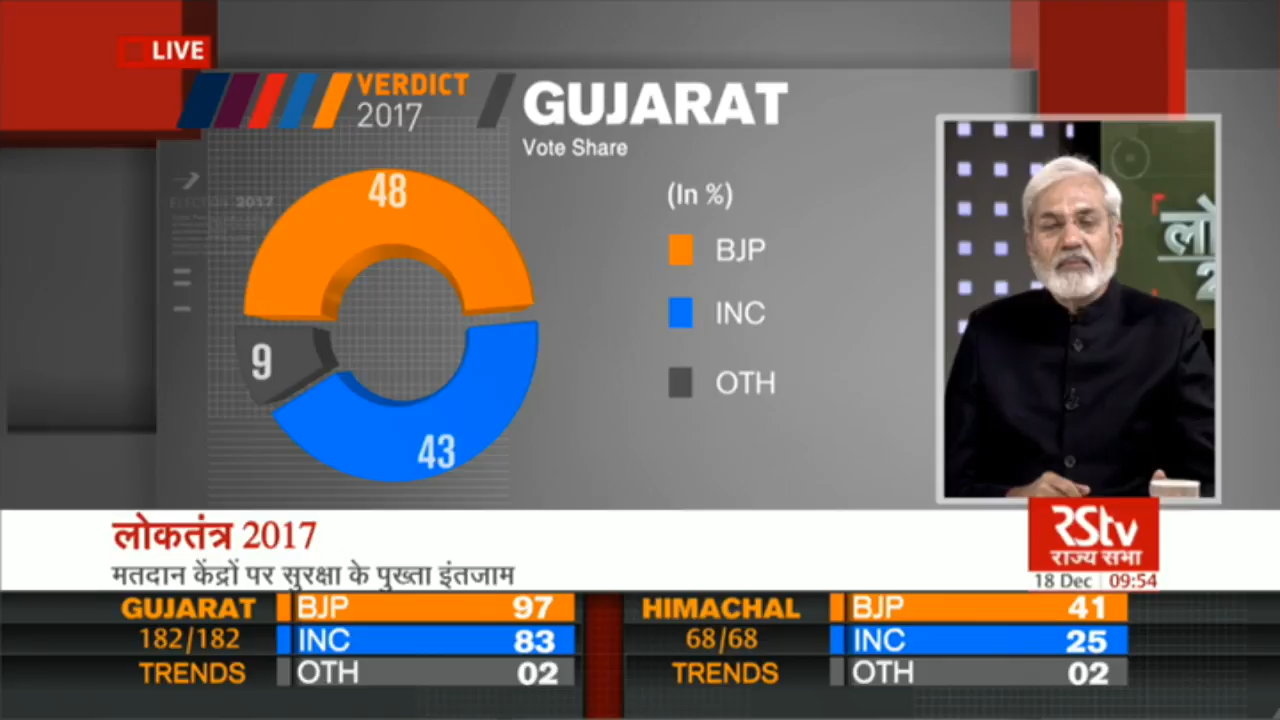 LIVE
VERDICT
2017
GUJARAT
Vote Share
48
9
43
(In %)
BJP
INC
OTH
लो
2
लोकतंत्र 2017
मतदान केंद्रों पर सुरक्षा के पुख्ता इंतजाम
RStv
राज्य सभा
18 Dec 09:54
GUJARAT BJP 97
182/182 INC 83
TRENDS OTH 02
HIMACHAL BJP 41
68/68 INC 25
TRENDS OTH 02